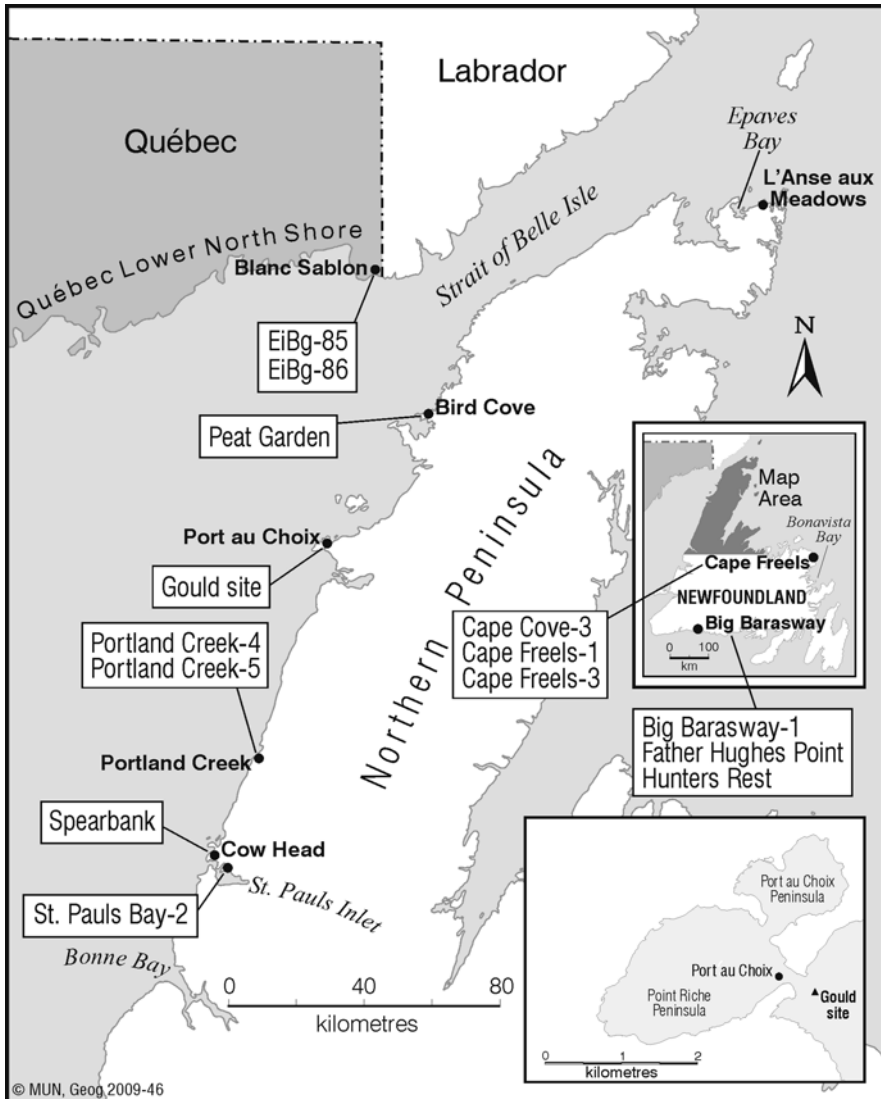 Labrador
Québec
Epaves
Bay
L'Anse aux
Meadows
Québec Lower North Shore
Blanc Sablon
Strait of Belle Isle
EiBg-85
EiBg-86
N
Bird Cove
Peat Garden
Northern Peninsula
Map
Area
Bonavista
Bay
Cape Freels
NEWFOUNDLAND
Big Barasway
0 100
km
Port au Choix
Gould site
Cape Cove-3
Cape Freels-1
Cape Freels-3
Portland Creek-4
Portland Creek-5
Big Barasway-1
Father Hughes Point
Hunters Rest
Portland Creek
Spearbank
Cow Head
St. Pauls Inlet
St. Pauls Bay-2
Bonne Bay
0 40 80
kilometres
Port au Choix
Peninsula
Port au Choix
Point Riche
Peninsula
Gould
site
0 1 2
kilometres
© MUN, Geog 2009-46